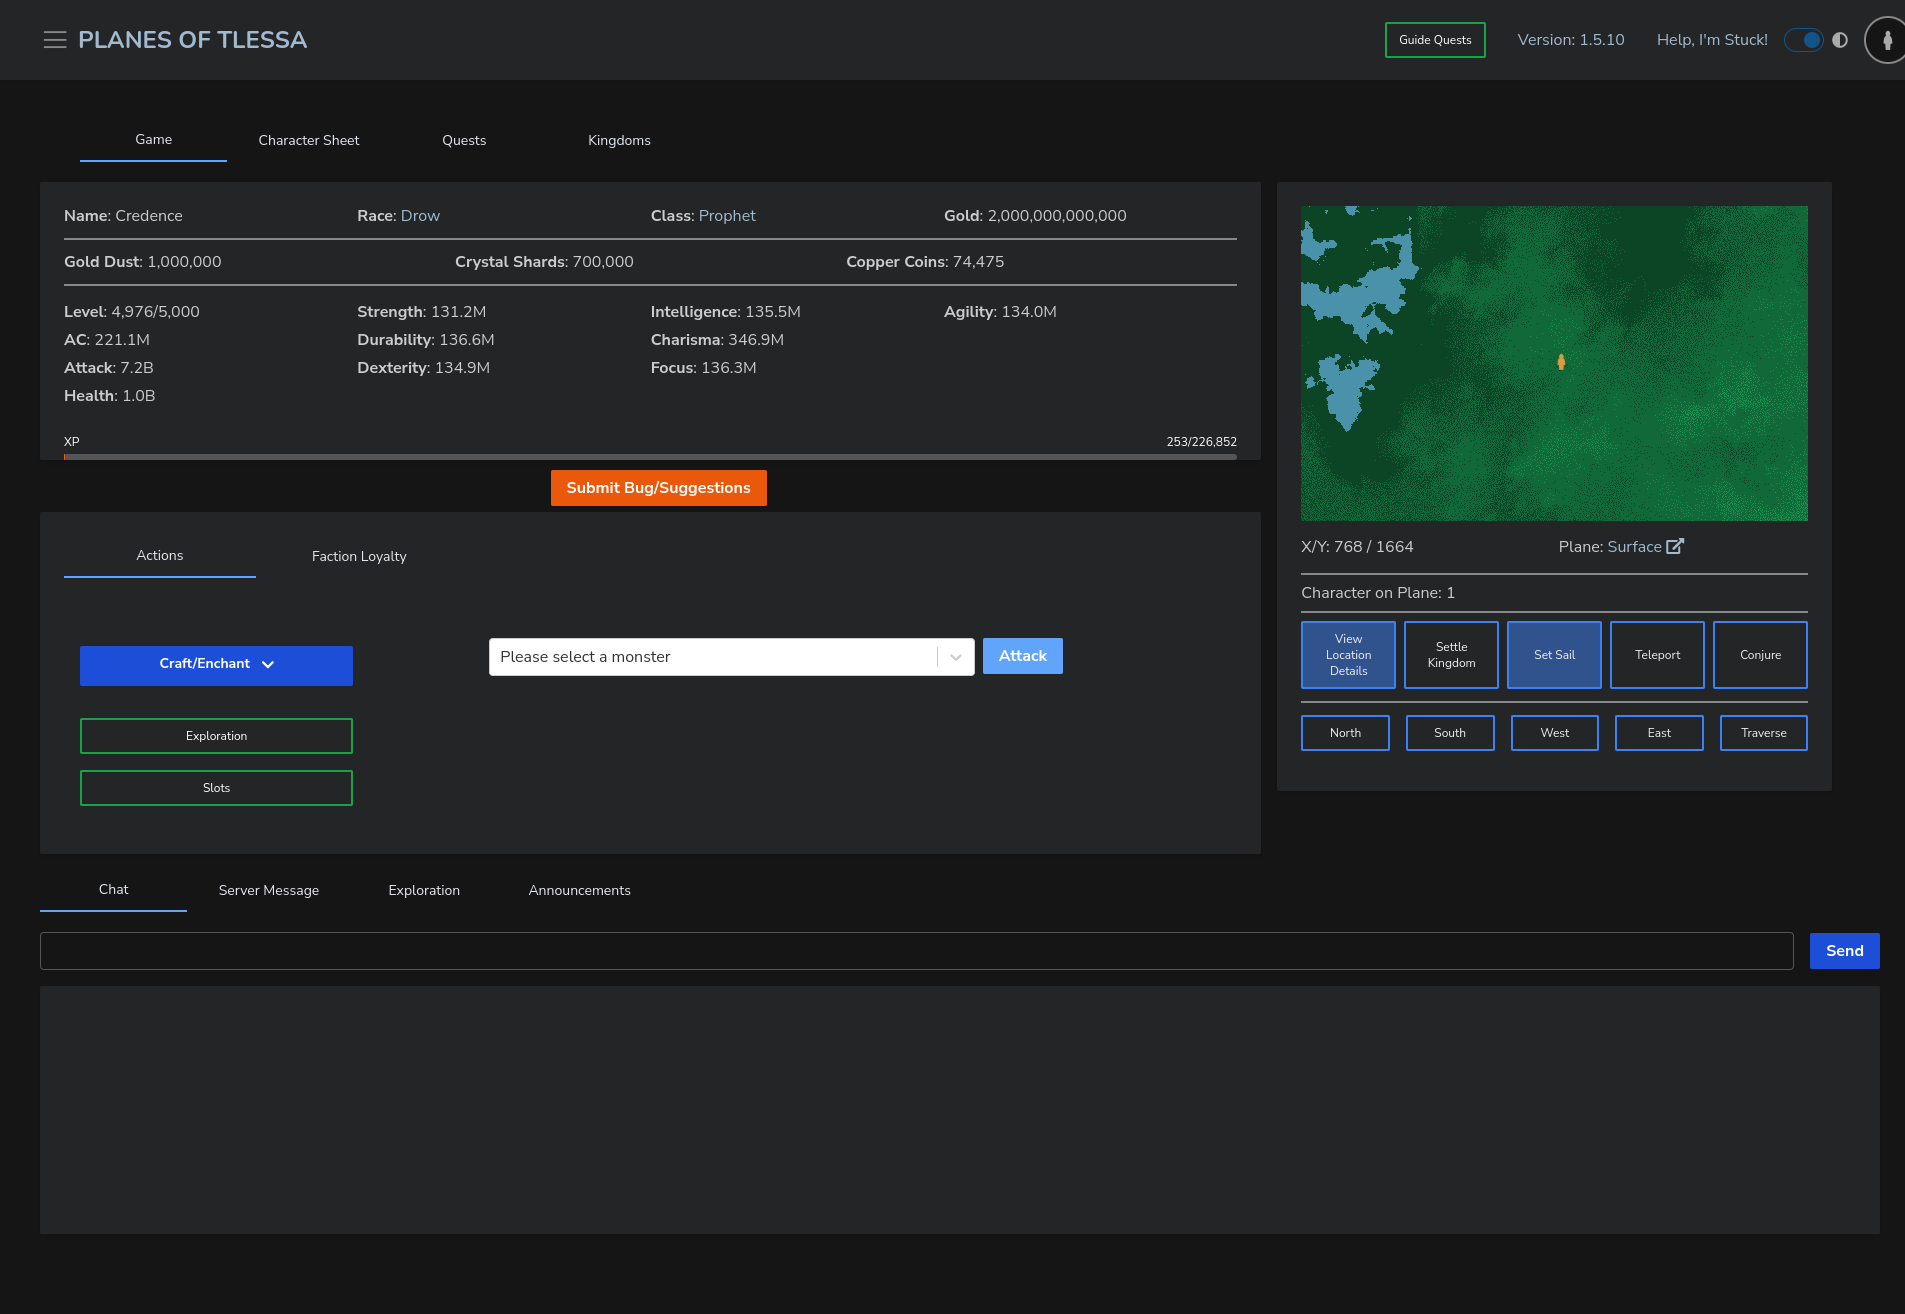 PLANES OF TLESSA
Guide Quests
Version: 1.5.10
Help, I'm Stuck!
Game
Character Sheet
Quests
Kingdoms
Name: Credence
Race: Drow
Class: Prophet
Gold: 2,000,000,000,000
Gold Dust: 1,000,000
Crystal Shards: 700,000
Copper Coins: 74,475
Level: 4,976/5,000
AC: 221.1M
Attack: 7.2B
Health: 1.0B
Strength: 131.2M
Durability: 136.6M
Dexterity: 134.9M
Intelligence: 135.5M
Charisma: 346.9M
Focus: 136.3M
Agility: 134.0M
XP
253/226,852
Submit Bug/Suggestions
Actions
Faction Loyalty
Craft/Enchant
Exploration
Slots
Please select a monster
Attack
X/Y: 768 / 1664
Plane: Surface
Character on Plane: 1
View
Location
Details
Settle
Kingdom
Set Sail
Teleport
Conjure
North
South
West
East
Traverse
Chat
Server Message
Exploration
Announcements
Send